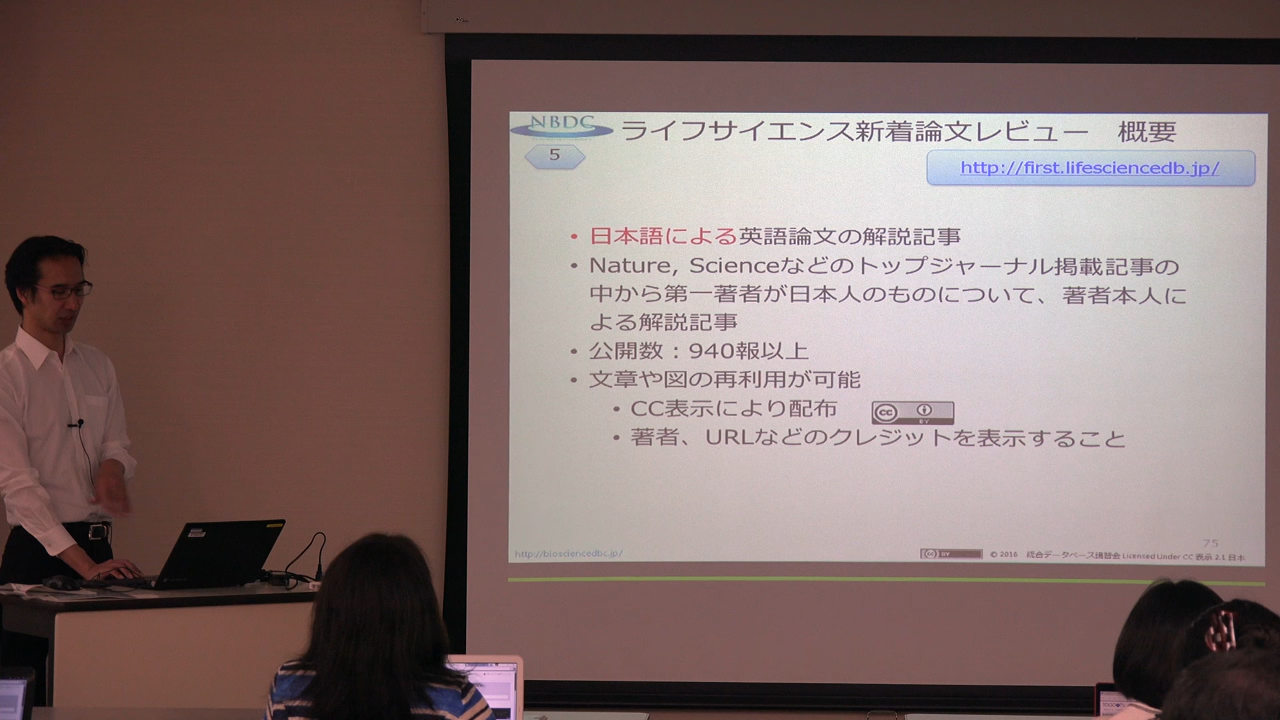 NBDC
ライフサイエンス新着論文レビュー 概要
5
http://first.lifesciencedb.jp/
• 日本語による英語論文の解説記事
• Nature, Scienceなどのトップジャーナル掲載記事の
中から第一著者が日本人のものについて、著者本人に
よる解説記事
• 公開数：940報以上
• 文章や図の再利用が可能
• CC表示により配布
cc BY
• 著者、URLなどのクレジットを表示すること
75
http://biosciencedbc.jp/
cc BY © 2016 統合データベース講習会 Licensed Under CC 表示 2.1 日本